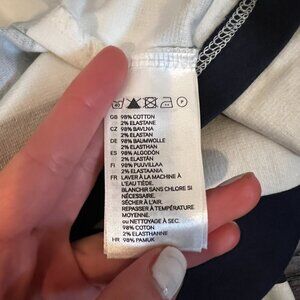 GB 98% COTTON
2% ELASTANE
CZ 98% BAVLNA
2% ELASTAN
DE 98% BAUMWOLLE
2% ELASTHAN
ES 98% ALGODÓN
2% ELASTÁN
FI 98% PUUVILLAA
2% ELASTAANIA
FR LAVER À LA MACHINE À
L'EAU TIÈDE.
BLANCHIR SANS CHLORE SI
NÉCESSAIRE.
SÉCHER À L'AIR.
REPASSER À TEMPÉRATURE
MOYENNE.
OU NETTOYAGE À SEC.
98% COTON
2% ELASTHANNE
HR 98% PAMUK